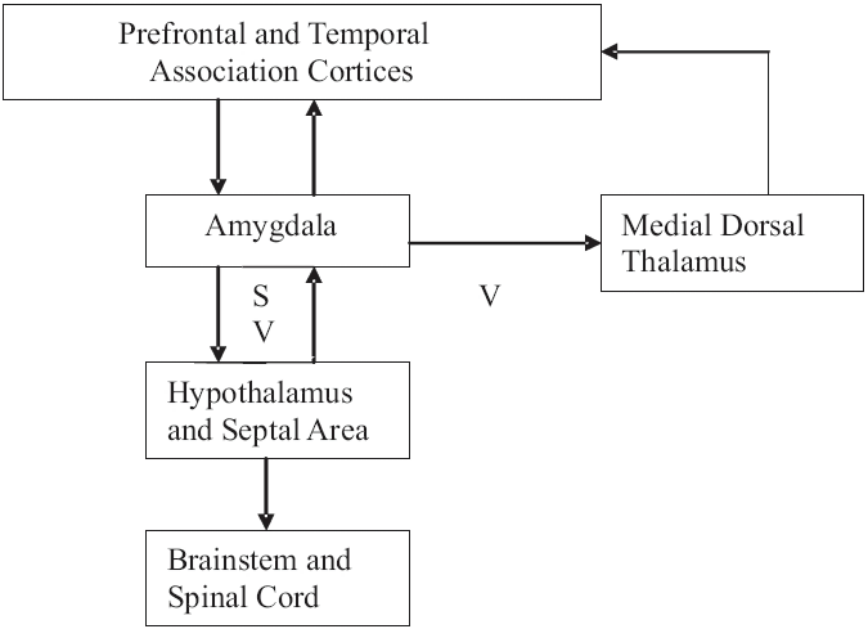 Prefrontal and Temporal
Association Cortices
Amygdala
Medial Dorsal
Thalamus
S
V
V
Hypothalamus
and Septal Area
Brainstem and
Spinal Cord